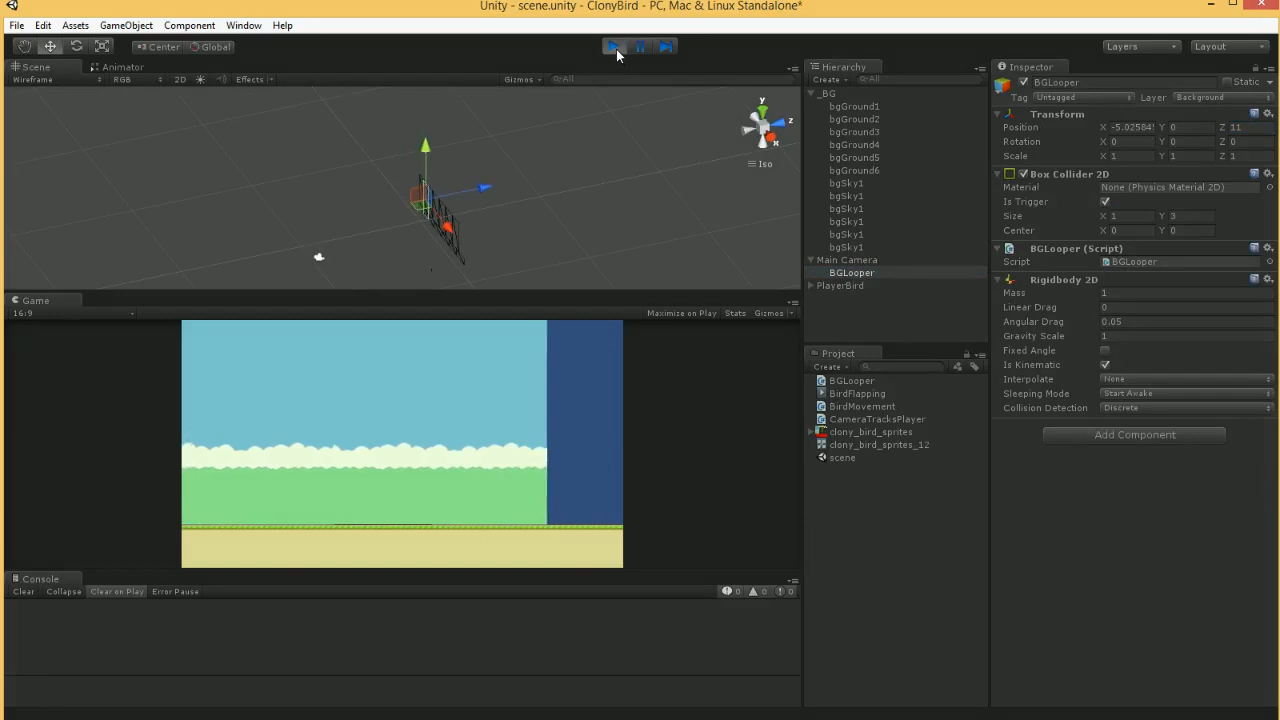 Unity - scene.unity - ClonyBird - PC, Mac & Linux Standalone*
File Edit Assets GameObject Component Window Help
Center Global Layers Layout
Scene Animator
Wireframe RGB 2D Effects Gizmos All
y
z
x
Iso
Game
16:9 Maximize on Play Stats Gizmos
Console
Clear Collapse Clear on Play Error Pause 0 0 0
Hierarchy
Create All
_BG
bgGround1
bgGround2
bgGround3
bgGround4
bgGround5
bgGround6
bgSky1
bgSky1
bgSky1
bgSky1
bgSky1
bgSky1
Main Camera
BGLooper
PlayerBird
Project
Create
BGLooper
BirdFlapping
BirdMovement
CameraTracksPlayer
clony_bird_sprites
clony_bird_sprites_12
scene
Inspector
BGLooper Static
Tag Untagged Layer Background
Transform
Position X -5.02584 Y 0 Z 11
Rotation X 0 Y 0 Z 0
Scale X 1 Y 1 Z 1
Box Collider 2D
Material None (Physics Material 2D)
Is Trigger
Size X 1 Y 3
Center X 0 Y 0
BGLooper (Script)
Script BGLooper
Rigidbody 2D
Mass 1
Linear Drag 0
Angular Drag 0.05
Gravity Scale 1
Fixed Angle
Is Kinematic
Interpolate None
Sleeping Mode Start Awake
Collision Detection Discrete
Add Component